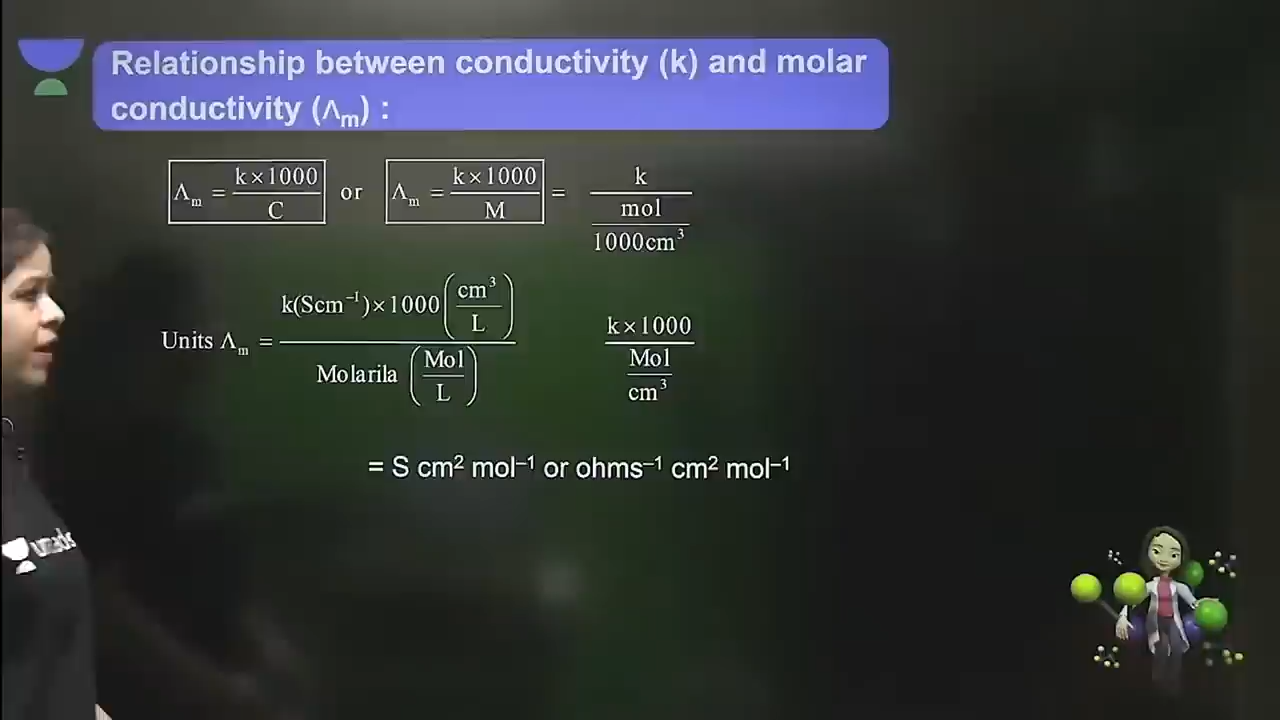 Relationship between conductivity (k) and molar
conductivity (Λm) :
Λm = k×1000 / C or Λm = k×1000 / M = k / (mol / 1000cm³)
Units Λm = k(Scm⁻¹)×1000 (cm³ / L) / Molarila (Mol / L)
k×1000 / (Mol / cm³)
= S cm² mol⁻¹ or ohms⁻¹ cm² mol⁻¹